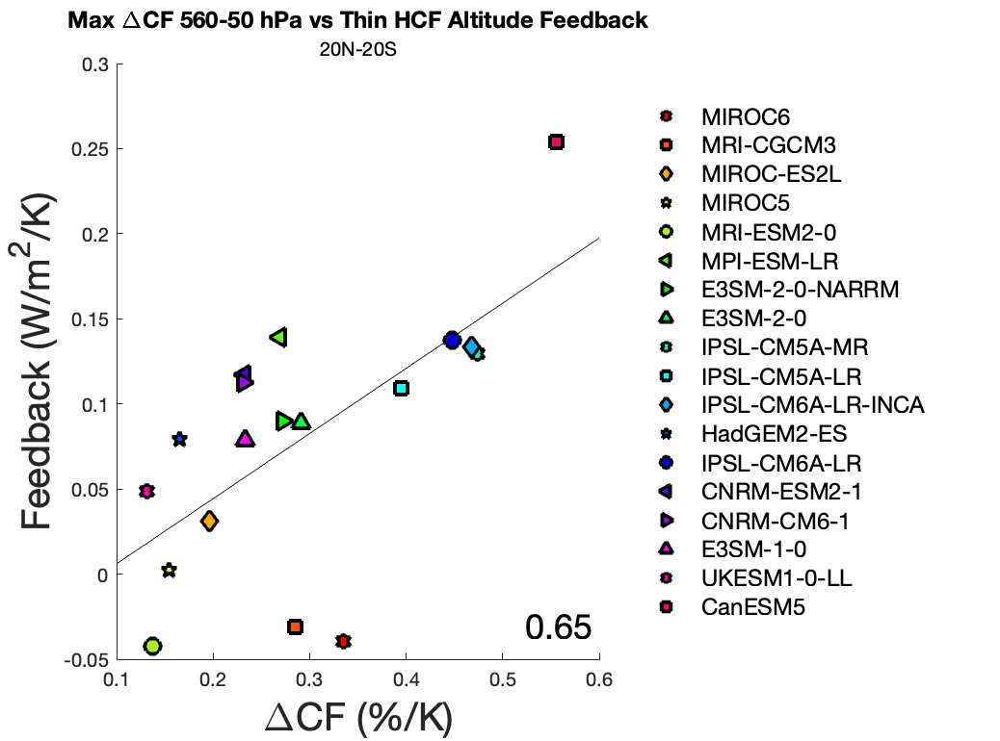 Max △CF 560-50 hPa vs Thin HCF Altitude Feedback
20N-20S
0.3
0.25
0.2
0.15
0.1
0.05
0
-0.05
Feedback (W/m²/K)
0.1 0.2 0.3 0.4 0.5 0.6
△CF (%/K)
0.65
MIROC6
MRI-CGCM3
MIROC-ES2L
MIROC5
MRI-ESM2-0
MPI-ESM-LR
E3SM-2-0-NARRM
E3SM-2-0
IPSL-CM5A-MR
IPSL-CM5A-LR
IPSL-CM6A-LR-INCA
HadGEM2-ES
IPSL-CM6A-LR
CNRM-ESM2-1
CNRM-CM6-1
E3SM-1-0
UKESM1-0-LL
CanESM5